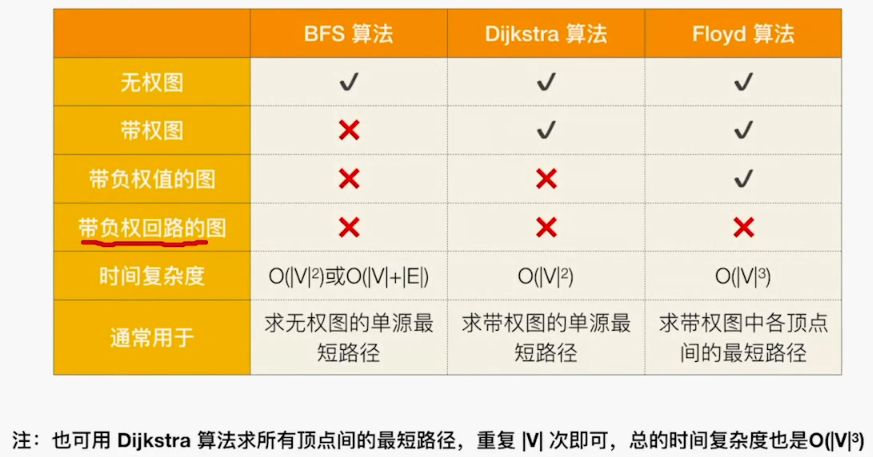 BFS 算法 Dijkstra 算法 Floyd 算法
无权图 ✓ ✓ ✓
带权图 ❌ ✓ ✓
带负权值的图 ❌ ❌ ✓
带负权回路的图 ❌ ❌ ❌
时间复杂度 O(|V|²)或O(|V|+|E|) O(|V|²) O(|V|³)
通常用于 求无权图的单源最 求带权图的单源最 求带权图中各顶点
短路径 短路径 间的最短路径
注：也可用 Dijkstra 算法求所有顶点间的最短路径，重复 |V| 次即可，总的时间复杂度也是O(|V|³)